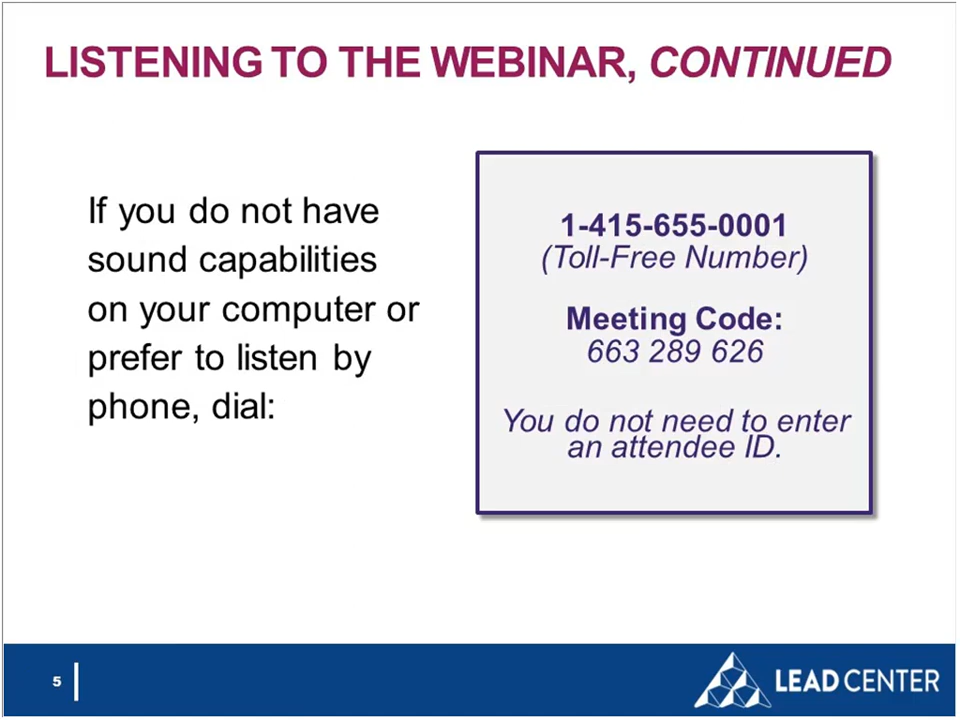 LISTENING TO THE WEBINAR, CONTINUED
If you do not have
sound capabilities
on your computer or
prefer to listen by
phone, dial:
1-415-655-0001
(Toll-Free Number)
Meeting Code:
663 289 626
You do not need to enter
an attendee ID.
5
LEAD CENTER